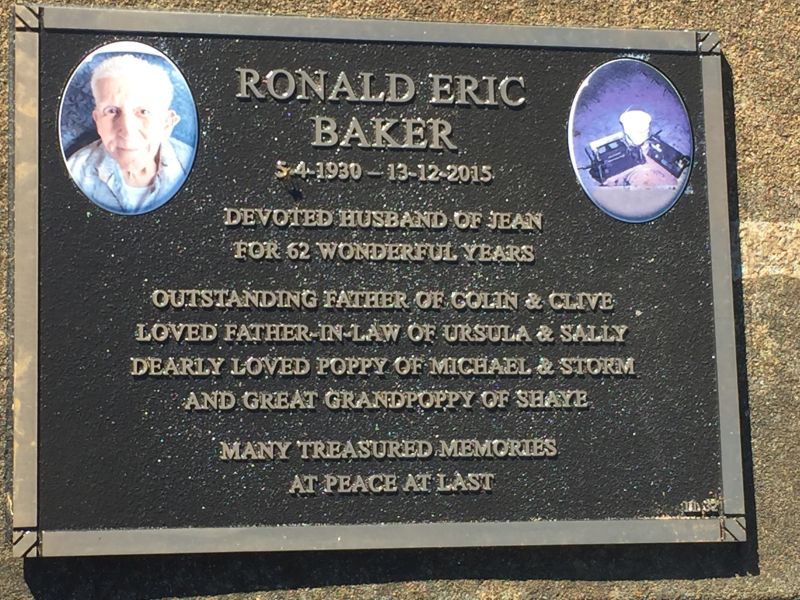 RONALD ERIC
BAKER
5-4-1930 – 13-12-2015
DEVOTED HUSBAND OF JEAN
FOR 62 WONDERFUL YEARS
OUTSTANDING FATHER OF COLIN & CLIVE
LOVED FATHER-IN-LAW OF URSULA & SALLY
DEARLY LOVED POPPY OF MICHAEL & STORM
AND GREAT GRANDPOPPY OF SHAYE
MANY TREASURED MEMORIES
AT PEACE AT LAST